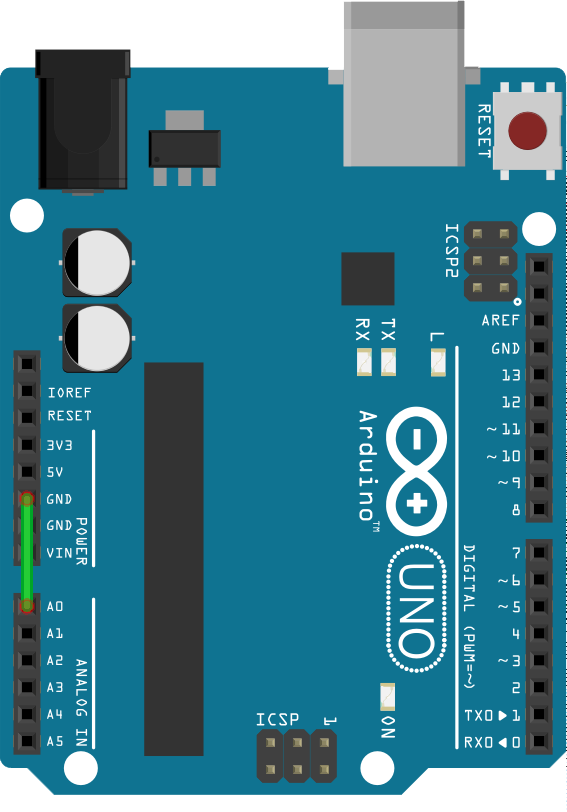 RESET
ICSP2
RX
TX
L
AREF
GND
13
12
~11
~10
~9
8
IOREF
RESET
3V3
5V
GND
GND
VIN
POWER
Arduino™
UNO
7
~6
~5
4
~3
2
TX0▶1
RX0◀0
DIGITAL (PWM=~)
A0
A1
A2
A3
A4
A5
ANALOG IN
ON
ICSP
1